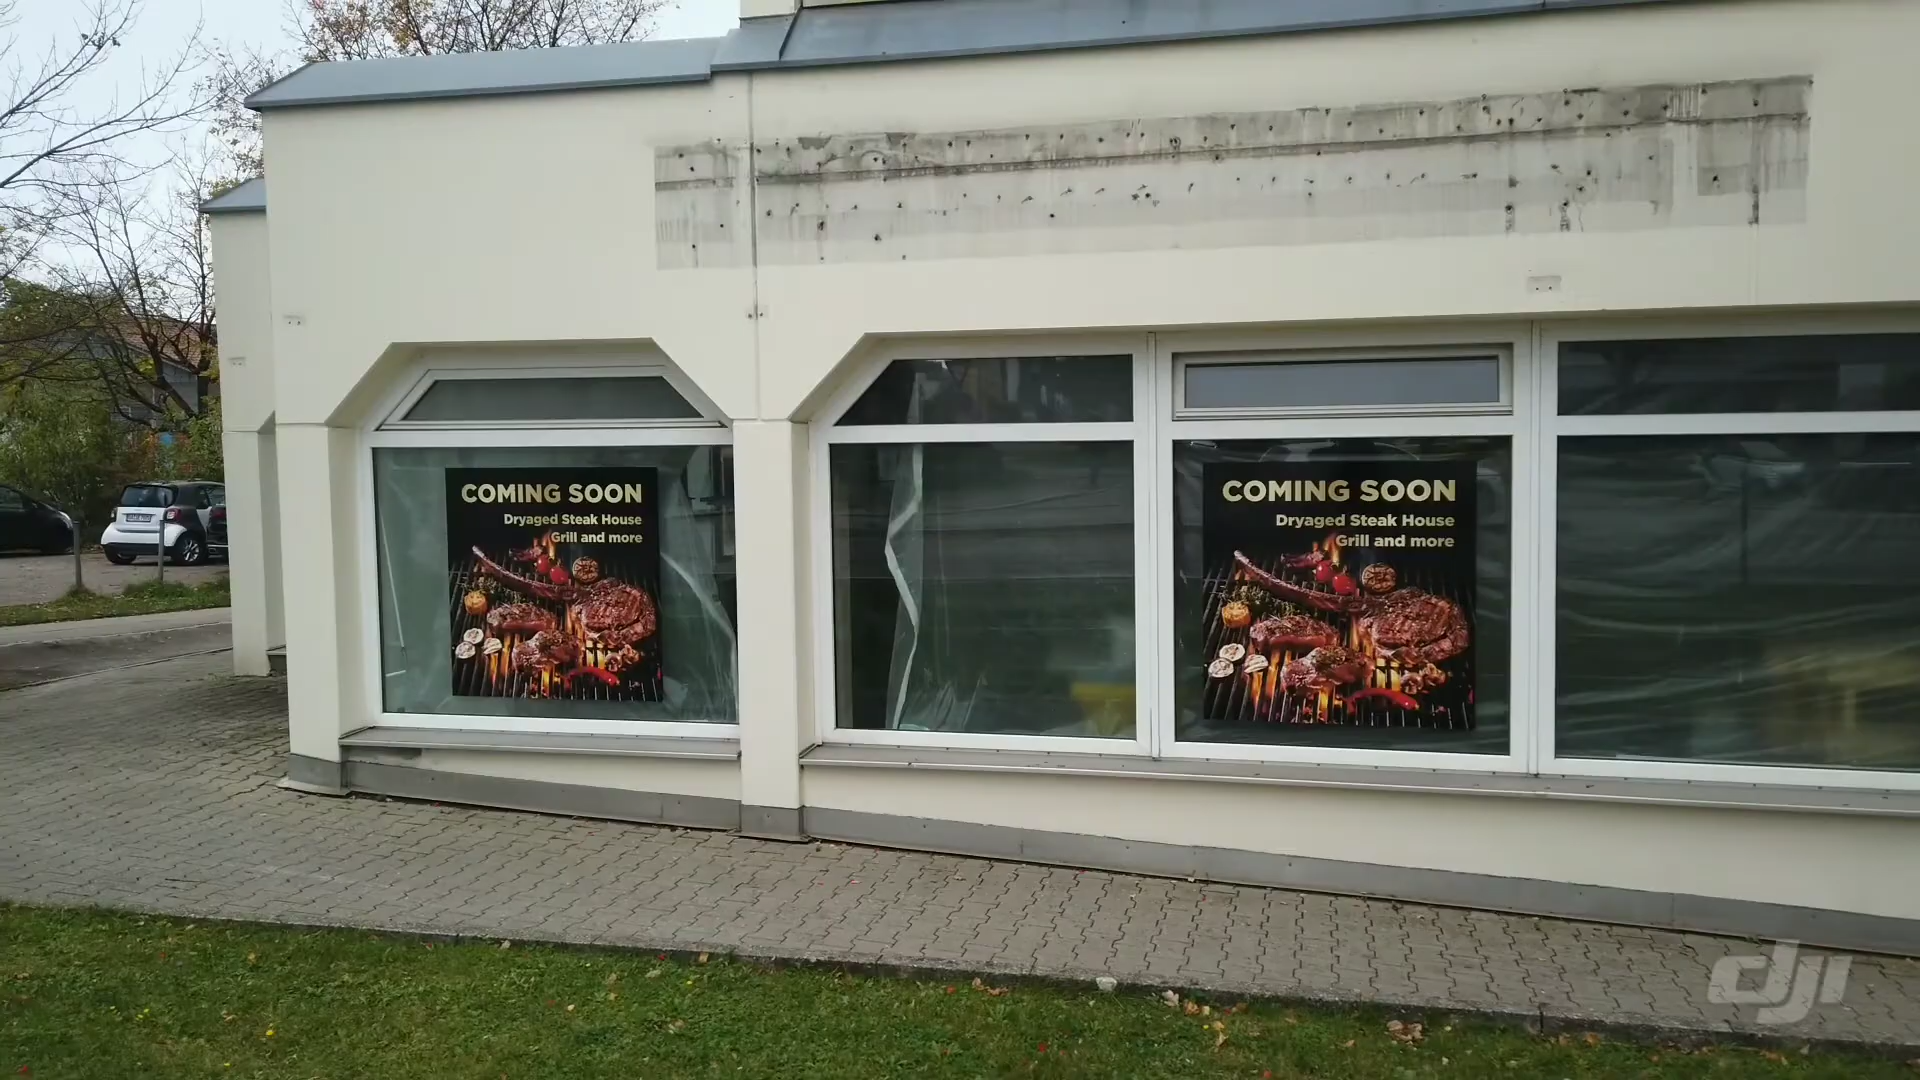 COMING SOON
Dryaged Steak House
Grill and more
COMING SOON
Dryaged Steak House
Grill and more
dji